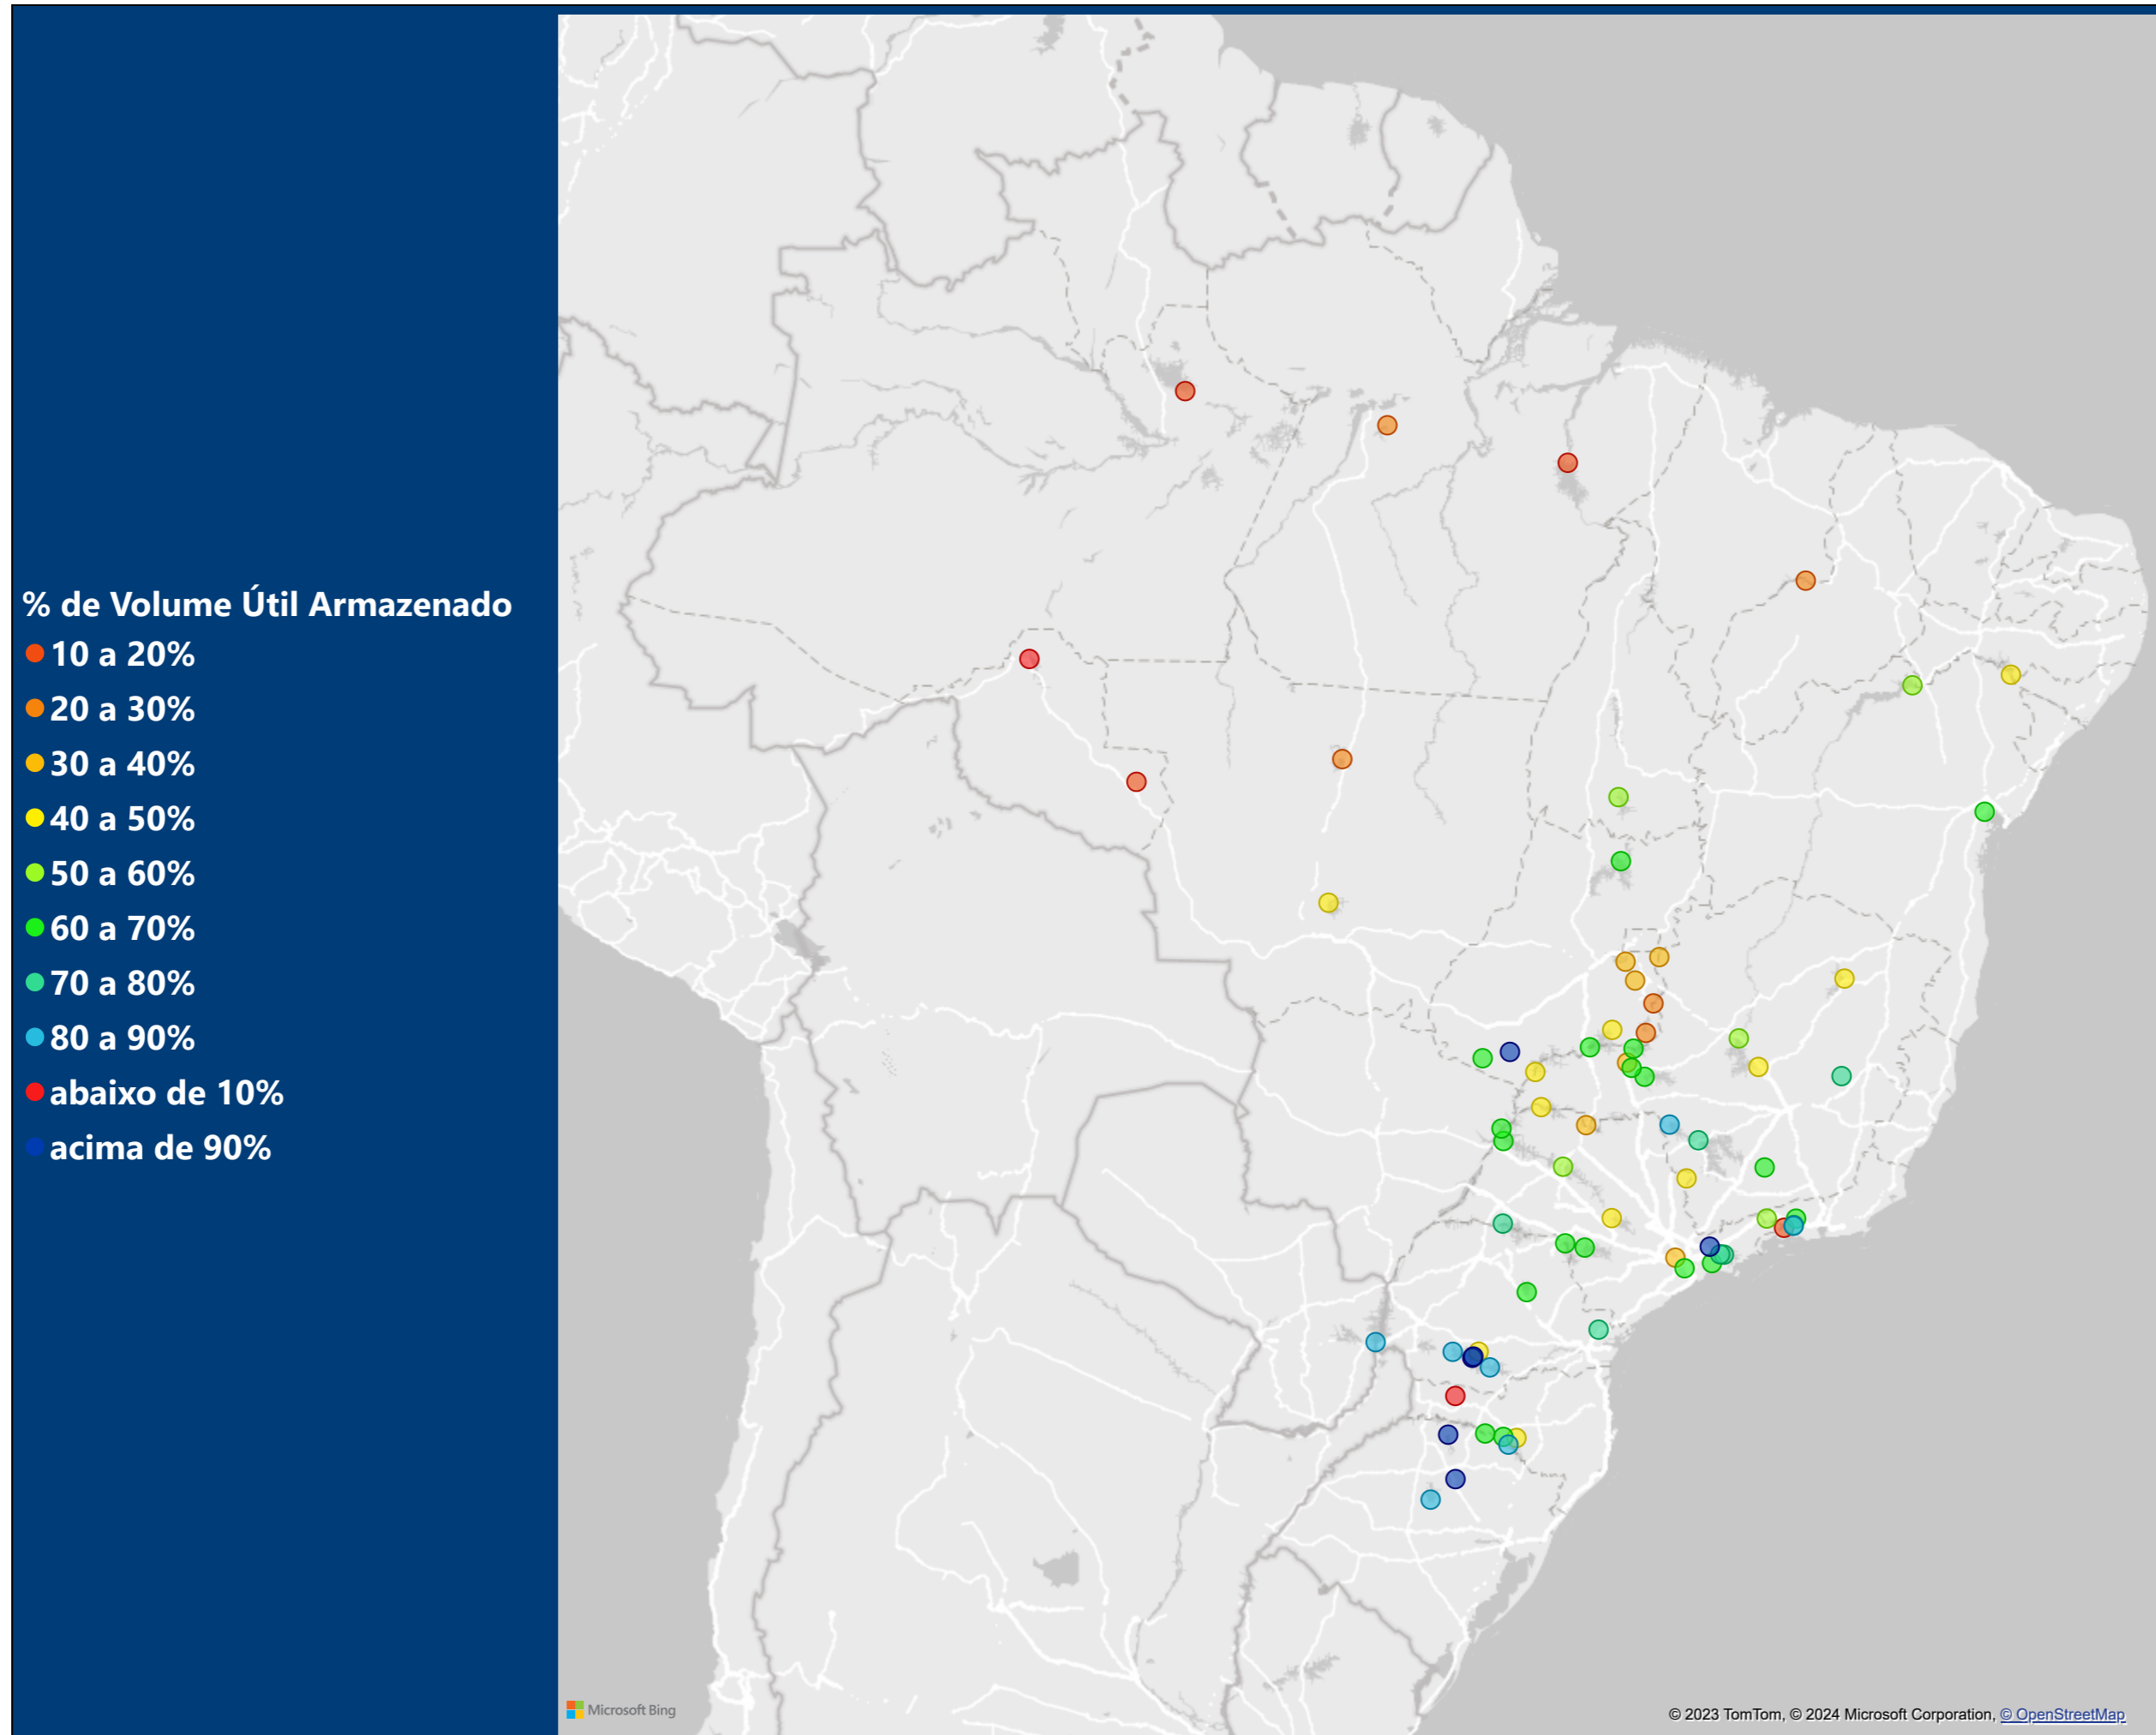 % de Volume Útil Armazenado
10 a 20%
20 a 30%
30 a 40%
40 a 50%
50 a 60%
60 a 70%
70 a 80%
80 a 90%
abaixo de 10%
acima de 90%
Microsoft Bing
© 2023 TomTom, © 2024 Microsoft Corporation, © OpenStreetMap